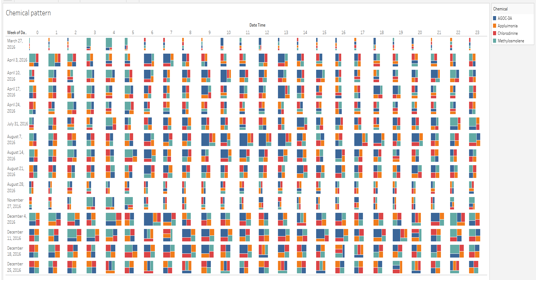 Chemical pattern
Date Time
Week of Da..
0 1 2 3 4 5 6 7 8 9 10 11 12 13 14 15 16 17 18 19 20 21 22 23
March 27,
2016
April 3, 2016
April 10,
2016
April 17,
2016
April 24,
2016
July 31, 2016
August 7,
2016
August 14,
2016
August 21,
2016
August 28,
2016
November
27, 2016
December 4,
2016
December
11, 2016
December
18, 2016
December
25, 2016
Chemical
AGOC-3A
Appluimonia
Chlorodinine
Methylosmolene